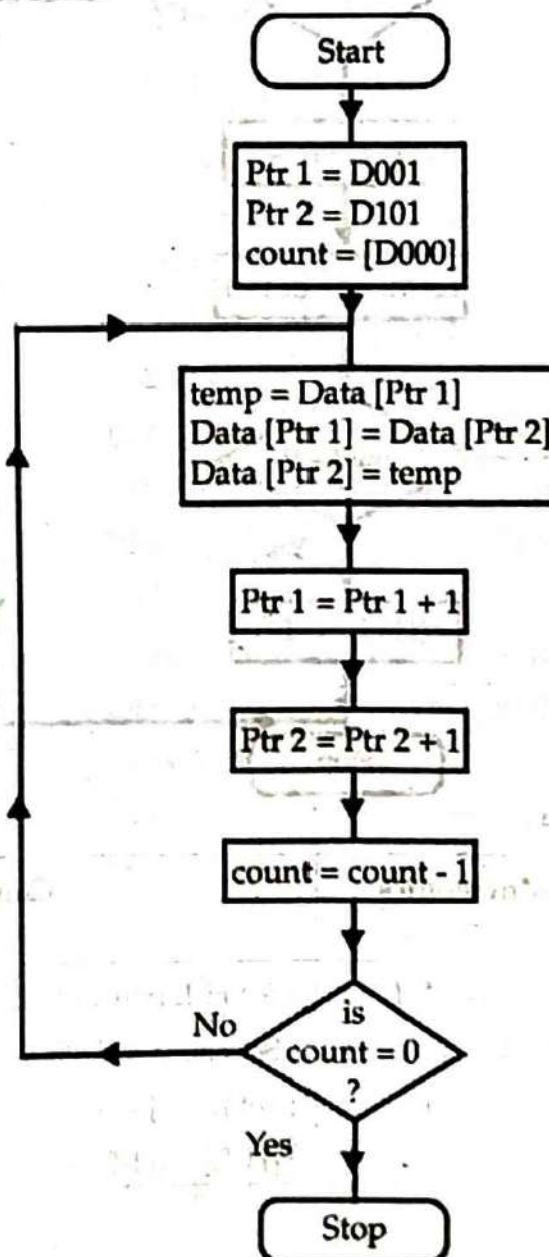 Start
Ptr 1 = D001
Ptr 2 = D101
count = [D000]
temp = Data [Ptr 1]
Data [Ptr 1] = Data [Ptr 2]
Data [Ptr 2] = temp
Ptr 1 = Ptr 1 + 1
Ptr 2 = Ptr 2 + 1
count = count - 1
is
count = 0
?
No
Yes
Stop